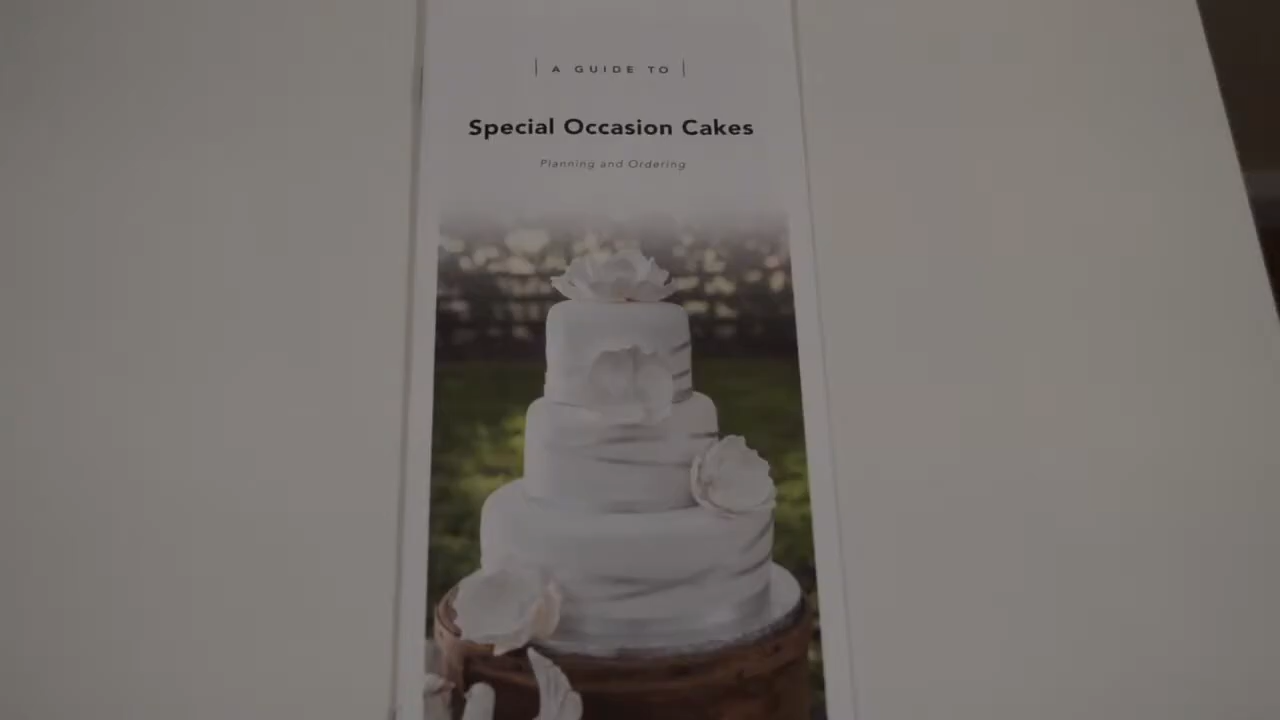 A GUIDE TO
Special Occasion Cakes
Planning and Ordering